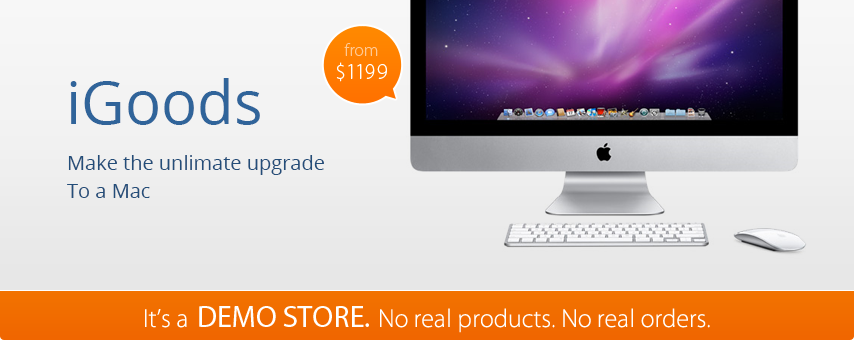 from
$1199
iGoods
Make the unlimate upgrade
To a Mac
It's a DEMO STORE. No real products. No real orders.